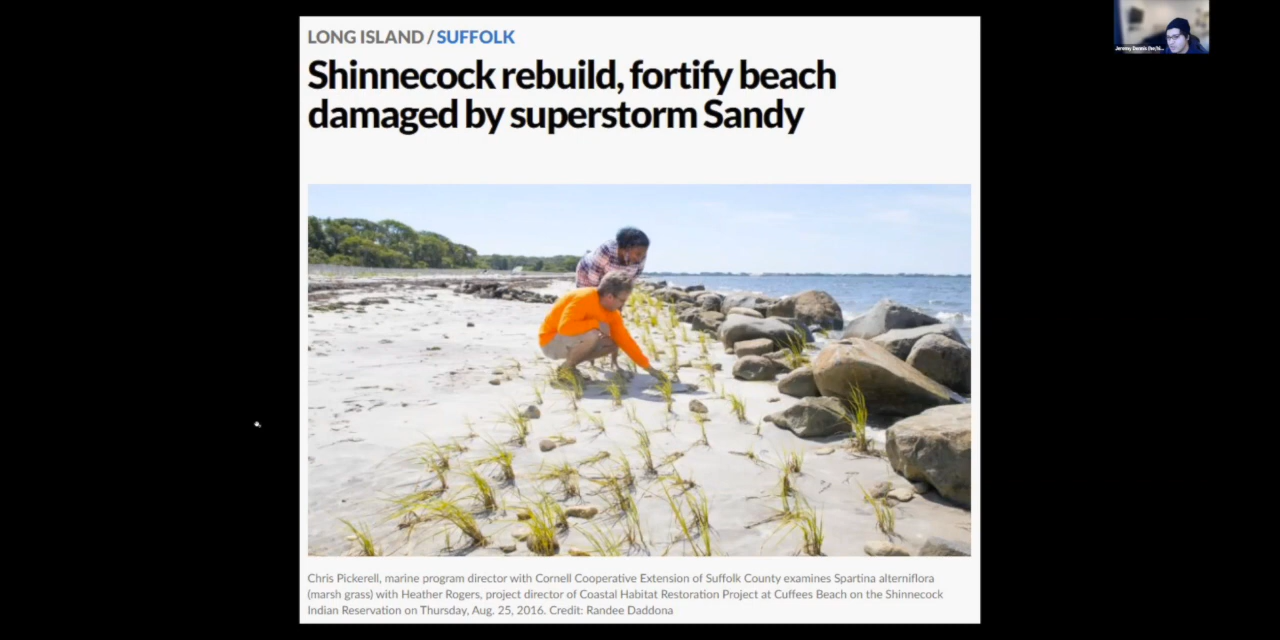 LONG ISLAND / SUFFOLK
Shinnecock rebuild, fortify beach
damaged by superstorm Sandy
Chris Pickerell, marine program director with Cornell Cooperative Extension of Suffolk County examines Spartina alterniflora
(marsh grass) with Heather Rogers, project director of Coastal Habitat Restoration Project at Cuffees Beach on the Shinnecock
Indian Reservation on Thursday, Aug. 25, 2016. Credit: Randee Daddona
Jeremy Dennis